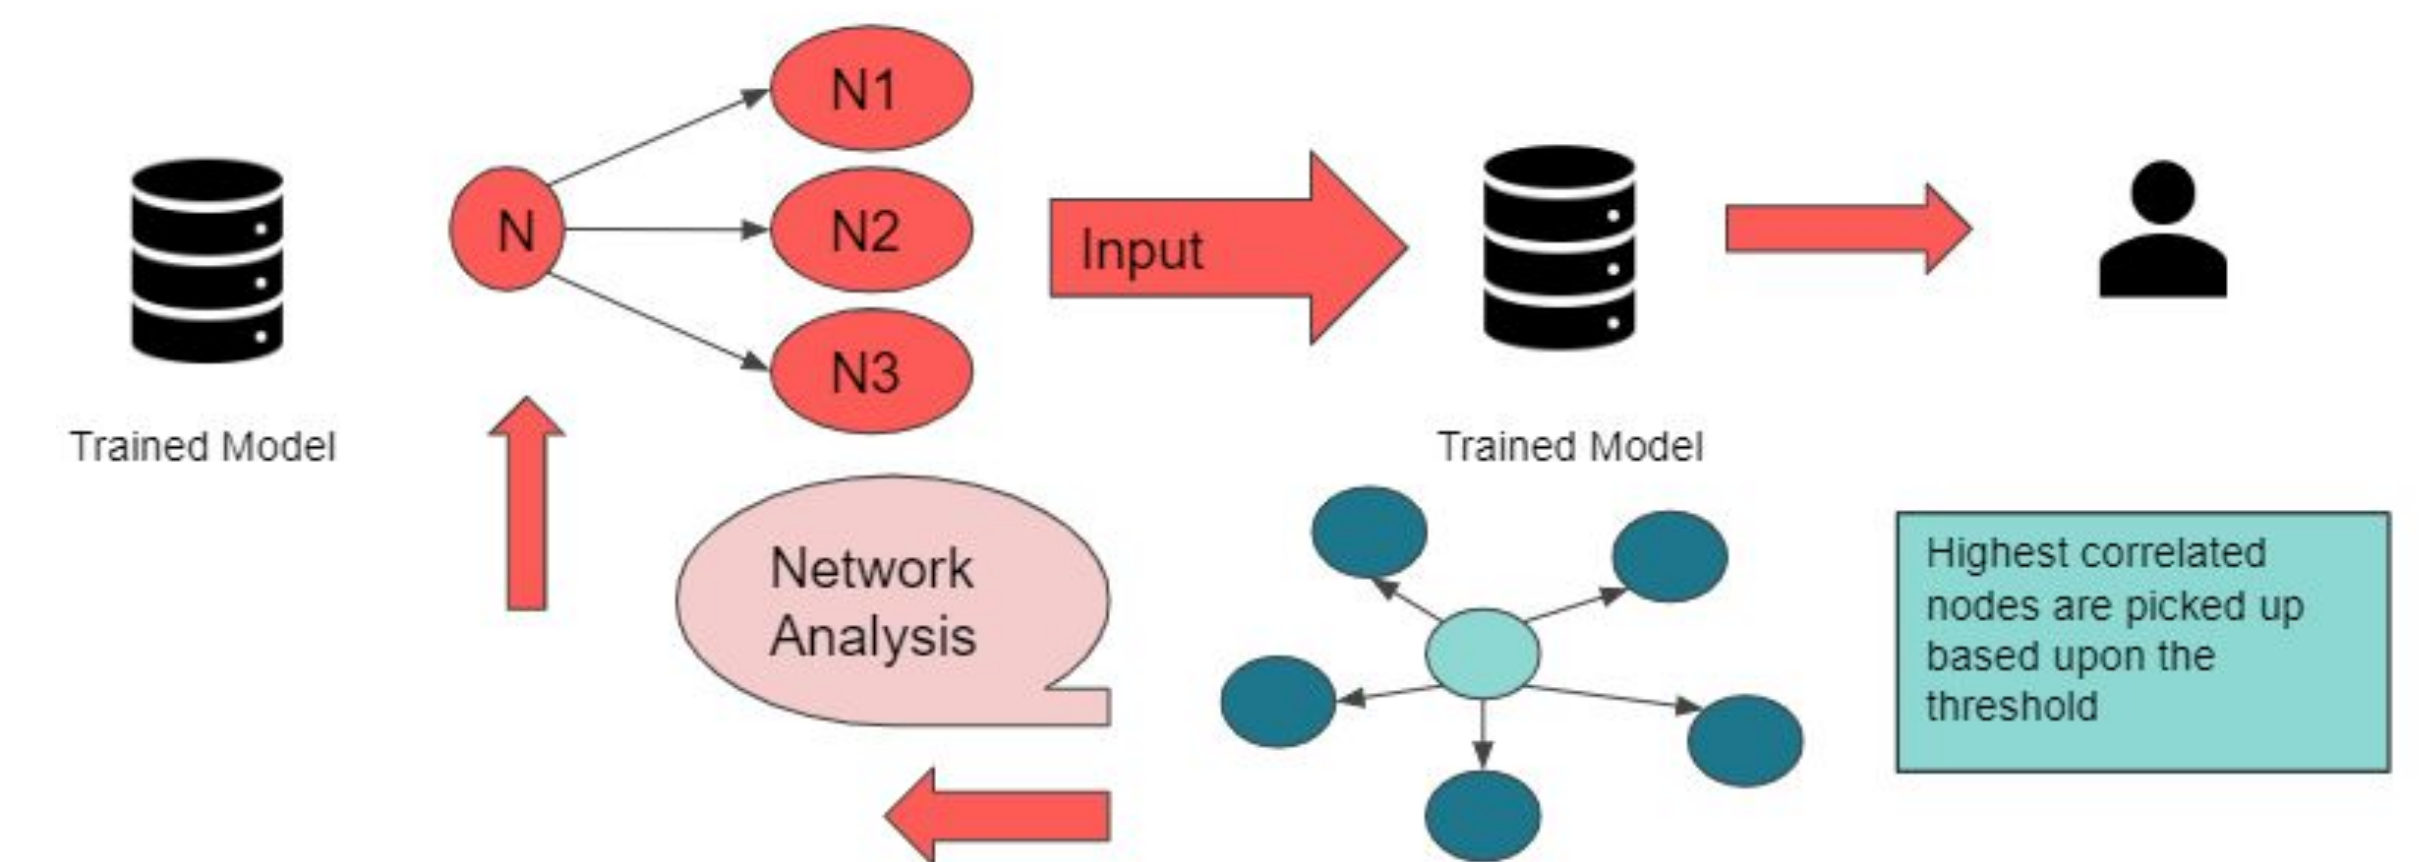 N1
N
N2
N3
Input
Trained Model
Trained Model
Network
Analysis
Highest correlated
nodes are picked up
based upon the
threshold